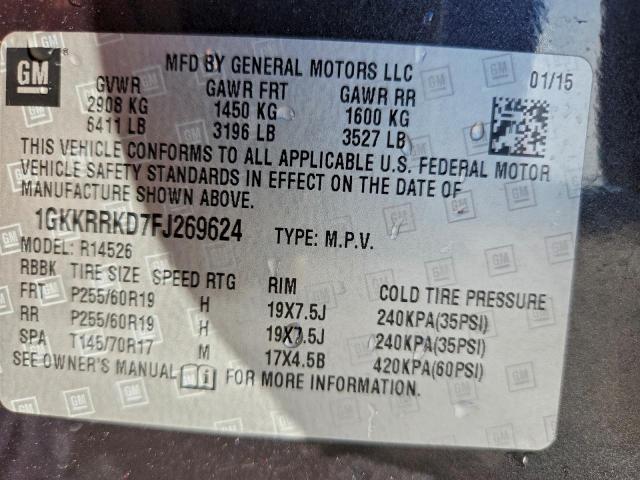 GM
MFD BY GENERAL MOTORS LLC
01/15
GVWR GAWR FRT GAWR RR
2908 KG 1450 KG 1600 KG
6411 LB 3196 LB 3527 LB
THIS VEHICLE CONFORMS TO ALL APPLICABLE U.S. FEDERAL MOTOR
VEHICLE SAFETY STANDARDS IN EFFECT ON THE DATE OF
MANUFACTURE SHOWN ABOVE.
1GKKRRKD7FJ269624 TYPE: M.P.V.
MODEL: R14526
RBBK TIRE SIZE SPEED RTG RIM COLD TIRE PRESSURE
FRT P255/60R19 H 19X7.5J 240KPA(35PSI)
RR P255/60R19 H 19X7.5J 240KPA(35PSI)
SPA T145/70R17 M 17X4.5B 420KPA(60PSI)
SEE OWNER'S MANUAL FOR MORE INFORMATION.